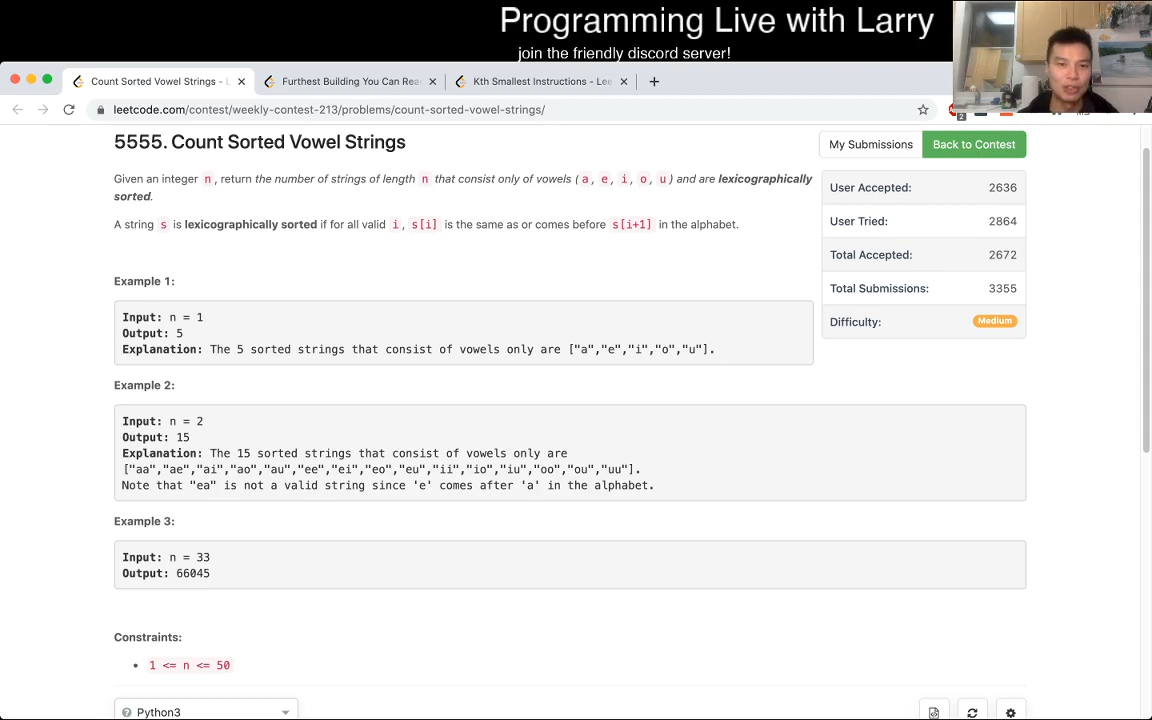 Programming Live with Larry
join the friendly discord server!
Count Sorted Vowel Strings - L
Furthest Building You Can Rea
Kth Smallest Instructions - Lee
leetcode.com/contest/weekly-contest-213/problems/count-sorted-vowel-strings/
2
5555. Count Sorted Vowel Strings
My Submissions
Back to Contest
Given an integer n, return the number of strings of length n that consist only of vowels (a, e, i, o, u) and are lexicographically
sorted.
A string s is lexicographically sorted if for all valid i, s[i] is the same as or comes before s[i+1] in the alphabet.
User Accepted: 2636
User Tried: 2864
Total Accepted: 2672
Total Submissions: 3355
Difficulty: Medium
Example 1:
Input: n = 1
Output: 5
Explanation: The 5 sorted strings that consist of vowels only are ["a","e","i","o","u"].
Example 2:
Input: n = 2
Output: 15
Explanation: The 15 sorted strings that consist of vowels only are
["aa","ae","ai","ao","au","ee","ei","eo","eu","ii","io","iu","oo","ou","uu"].
Note that "ea" is not a valid string since 'e' comes after 'a' in the alphabet.
Example 3:
Input: n = 33
Output: 66045
Constraints:
• 1 <= n <= 50
Python3